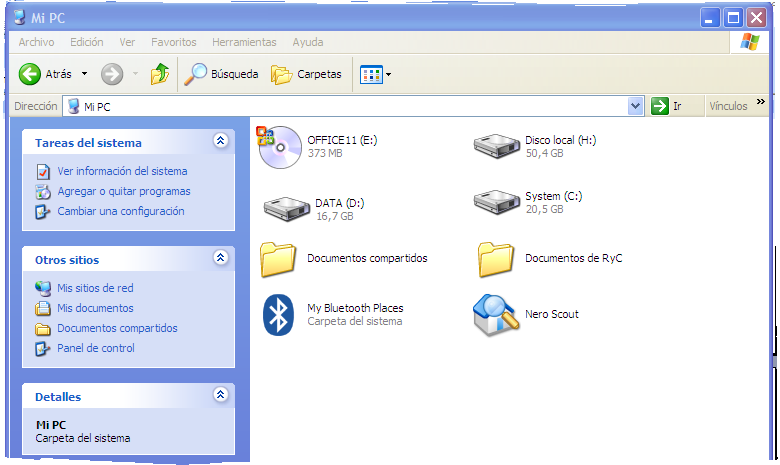 Mi PC
Archivo Edición Ver Favoritos Herramientas Ayuda
Atrás Búsqueda Carpetas
Dirección Mi PC Ir Vínculos »
Tareas del sistema
Ver información del sistema
Agregar o quitar programas
Cambiar una configuración
Otros sitios
Mis sitios de red
Mis documentos
Documentos compartidos
Panel de control
Detalles
Mi PC
Carpeta del sistema
OFFICE11 (E:)
373 MB
Disco local (H:)
50,4 GB
DATA (D:)
16,7 GB
System (C:)
20,5 GB
Documentos compartidos
Documentos de RyC
My Bluetooth Places
Carpeta del sistema
Nero Scout